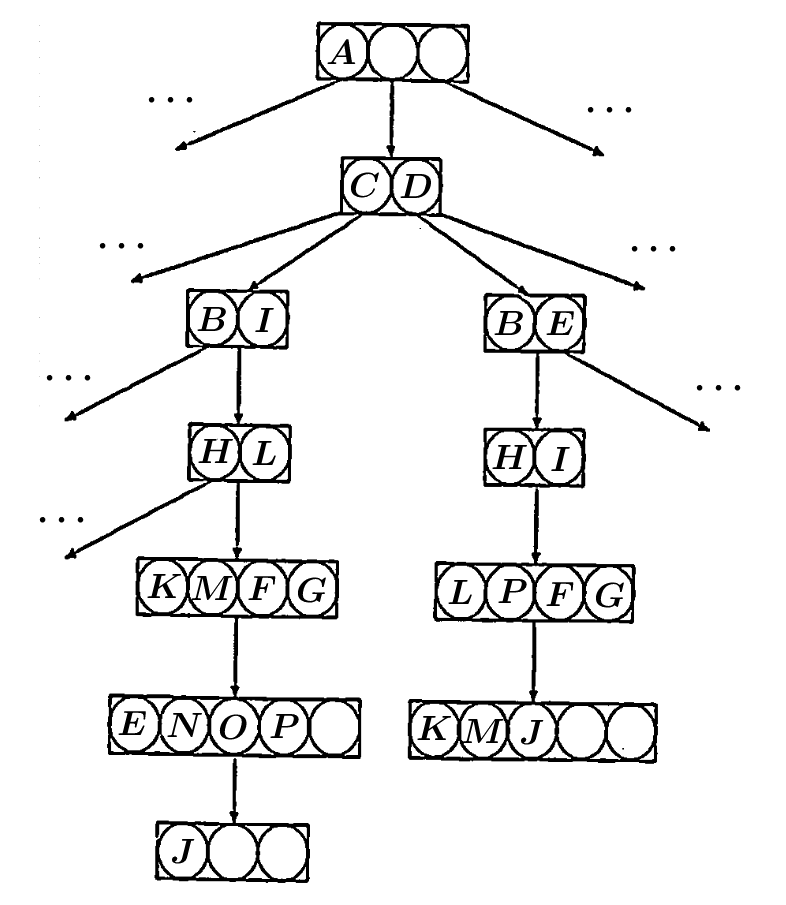 A
... ...
C D
... ...
B I B E
... ...
H L H I
...
K M F G L P F G
E N O P K M J
J